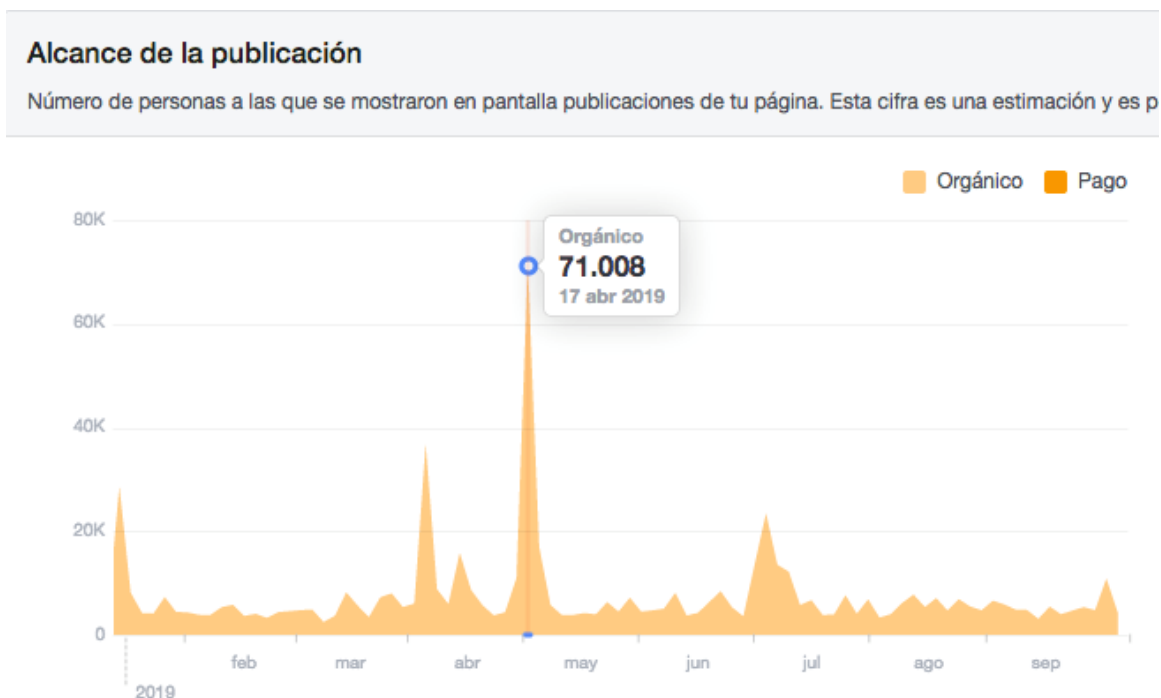 Alcance de la publicación
Número de personas a las que se mostraron en pantalla publicaciones de tu página. Esta cifra es una estimación y es p
Orgánico Pago
80K
Orgánico
71.008
17 abr 2019
60K
40K
20K
0
feb mar abr may jun jul ago sep
2019